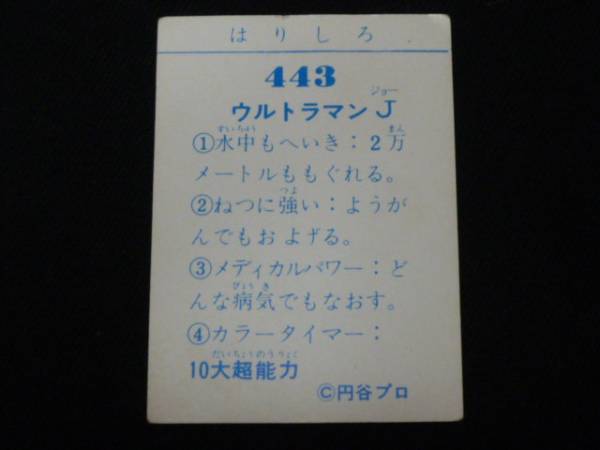 はりしろ
443
ジョー
ウルトラマンJ
すいちゅう まん
①水中もへいき：2万
メートルももぐれる。
つよ
②ねつに強い：ようが
んでもおよげる。
③メディカルパワー：ど
びょうき
んな病気でもなおす。
④カラータイマー：
だいちょうのうりょく
10大超能力
©円谷プロ